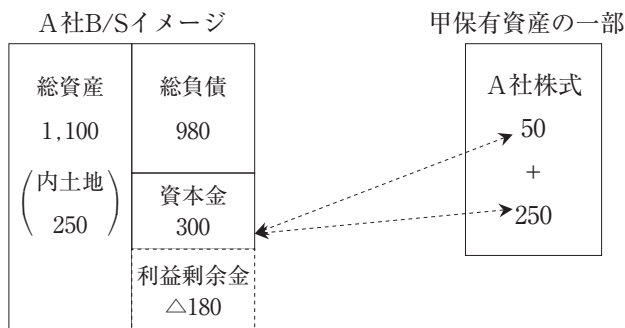 A社B/Sイメージ
総資産
1,100
(内土地
250)
総負債
980
資本金
300
利益剰余金
△180
甲保有資産の一部
A社株式
50
+
250